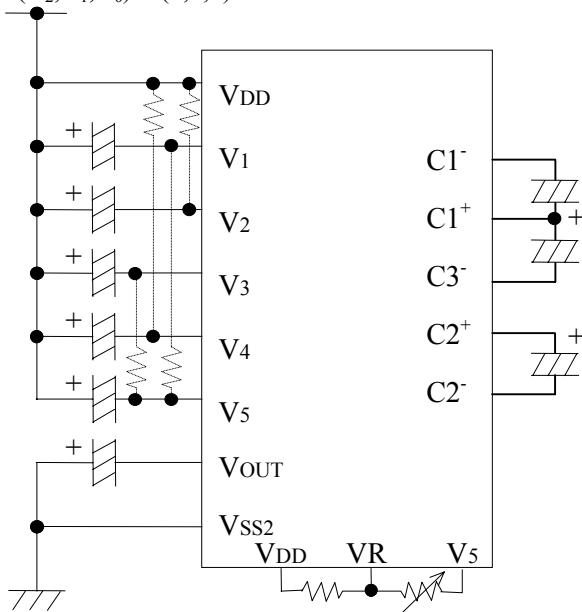 VDD
+
V1
C1-
+
V2
C1+
+
+
V3
C3-
+
V4
C2+
+
+
V5
C2-
+
VOUT
VSS2
VDD VR V5